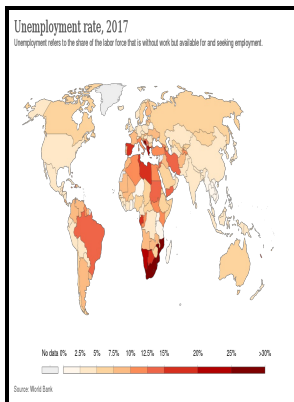 Unemployment rate, 2017
Unemployment refers to the share of the labor force that is without work but available for and seeking employment.
No data 0% 2.5% 5% 7.5% 10% 12.5% 15% 20% 25% >30%
Source: World Bank